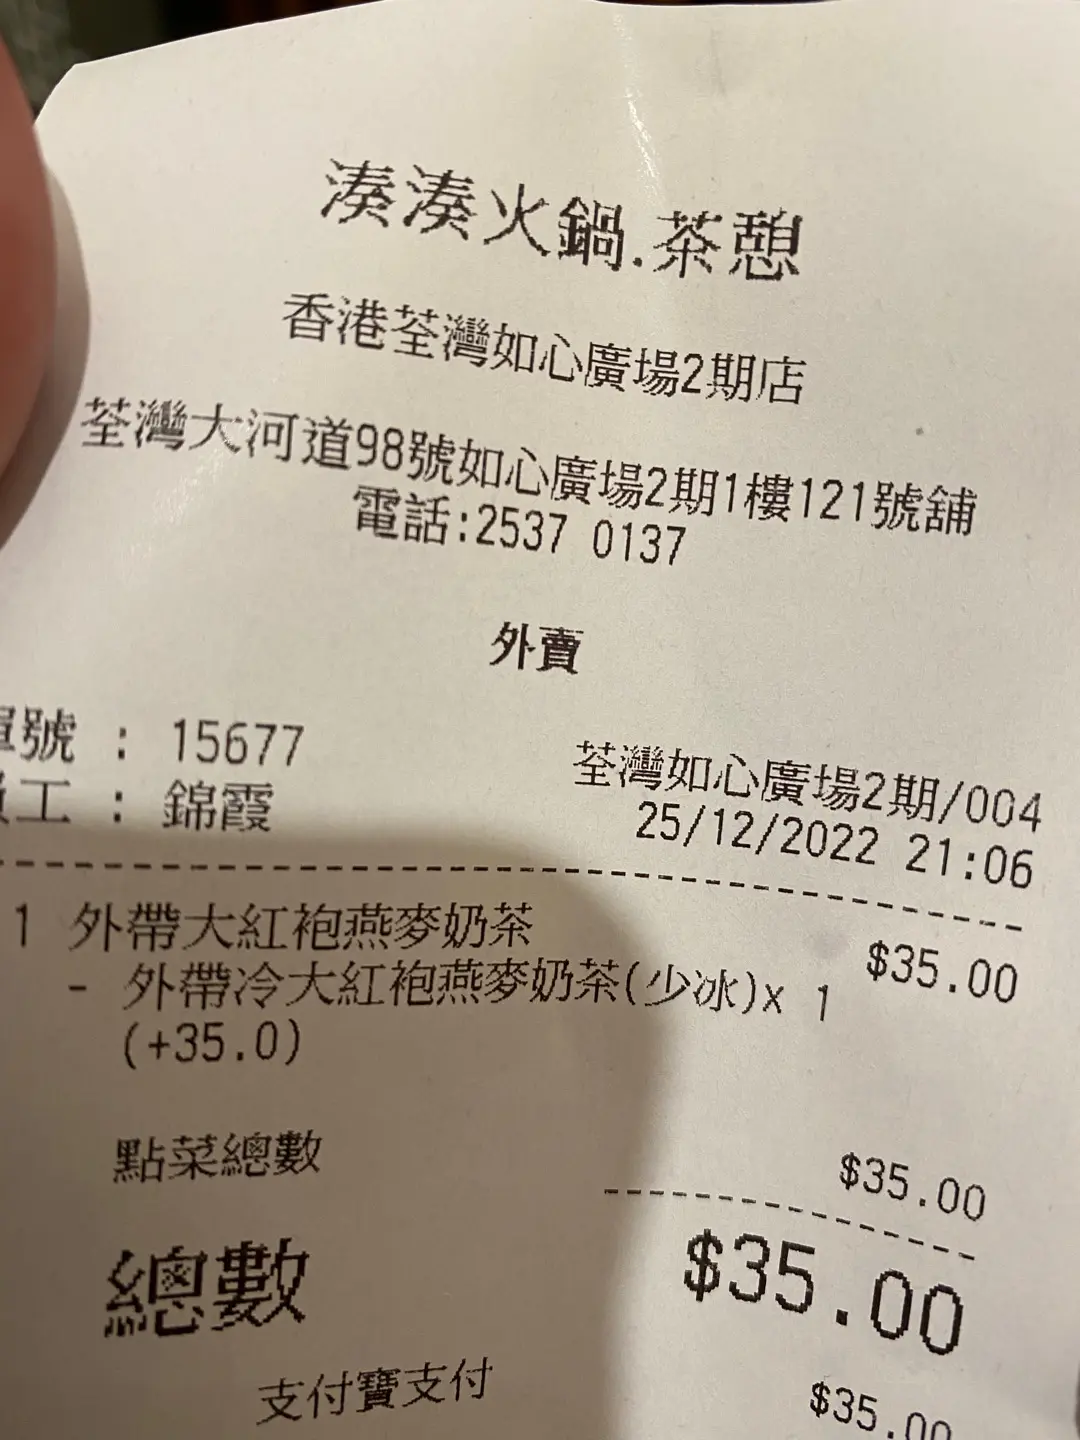 湊湊火鍋.茶憩
香港荃灣如心廣場2期店
荃灣大河道98號如心廣場2期1樓121號舖
電話:2537 0137
外賣
單號 : 15677
荃灣如心廣場2期/004
員工 : 錦霞
25/12/2022 21:06
1 外帶大紅袍燕麥奶茶 $35.00
- 外帶冷大紅袍燕麥奶茶(少冰)x 1
(+35.0)
點菜總數 $35.00
總數 $35.00
支付寶支付 $35.00